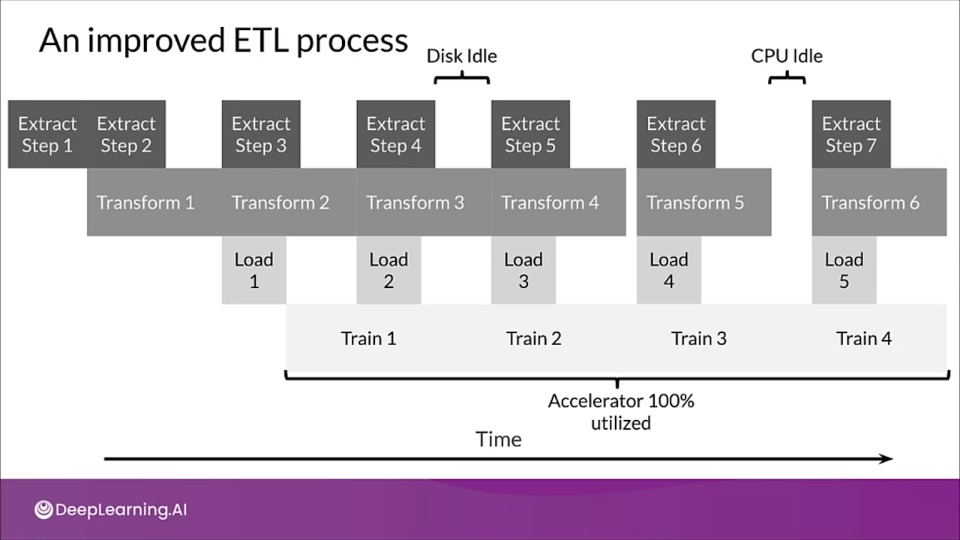 An improved ETL process
Disk Idle
CPU Idle
Extract
Step 1
Extract
Step 2
Extract
Step 3
Extract
Step 4
Extract
Step 5
Extract
Step 6
Extract
Step 7
Transform 1
Transform 2
Transform 3
Transform 4
Transform 5
Transform 6
Load
1
Load
2
Load
3
Load
4
Load
5
Train 1
Train 2
Train 3
Train 4
Accelerator 100%
utilized
Time
DeepLearning.AI